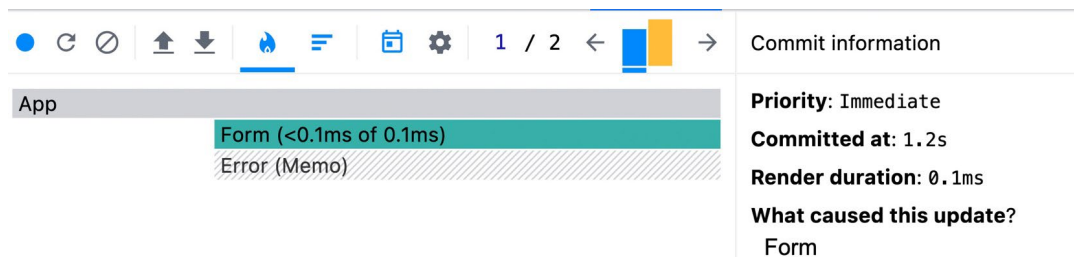 1 / 2
Commit information
App
Form (<0.1ms of 0.1ms)
Error (Memo)
Priority: Immediate
Committed at: 1.2s
Render duration: 0.1ms
What caused this update?
Form